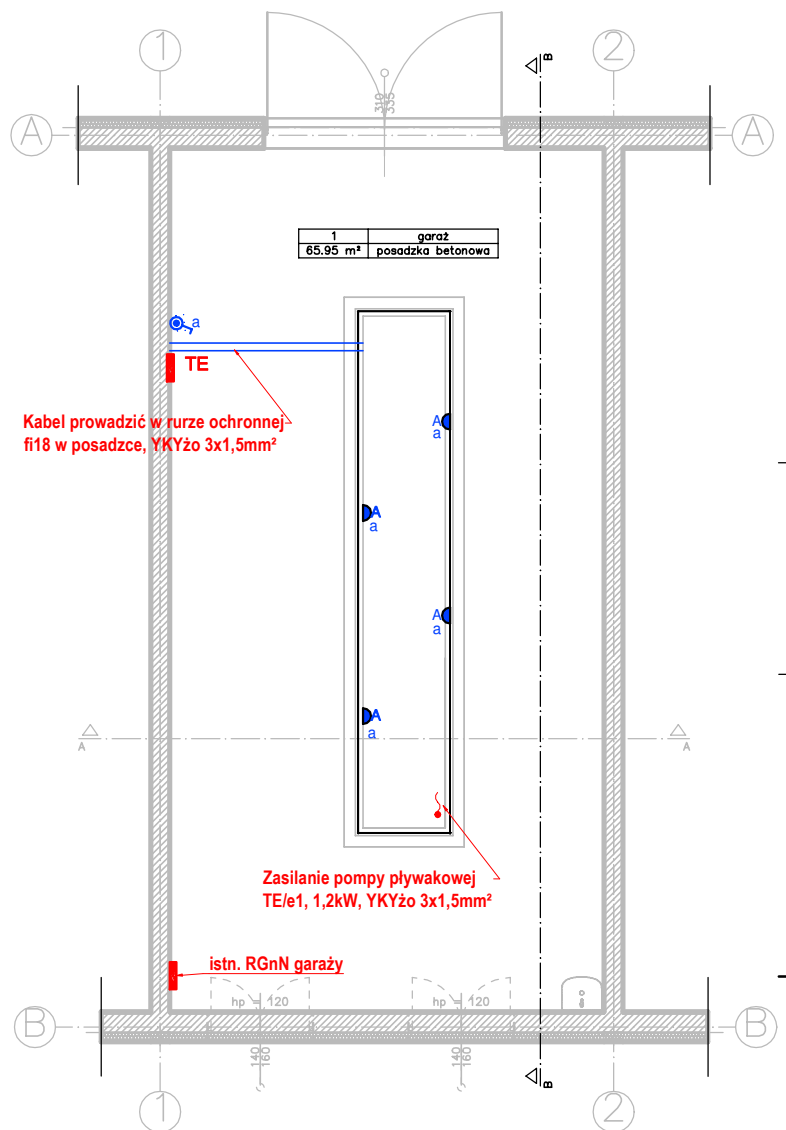 1
2
B
A
A
310
335
1
garaż
65.95 m²
posadzka betonowa
a
TE
Kabel prowadzić w rurze ochronnej
fi18 w posadzce, YKYżo 3x1,5mm²
A
a
A
a
A
a
A
a
A
A
Zasilanie pompy pływakowej
TE/e1, 1,2kW, YKYżo 3x1,5mm²
istn. RGnN garaży
hp = 120
hp = 120
B
B
140
160
140
160
B
1
2